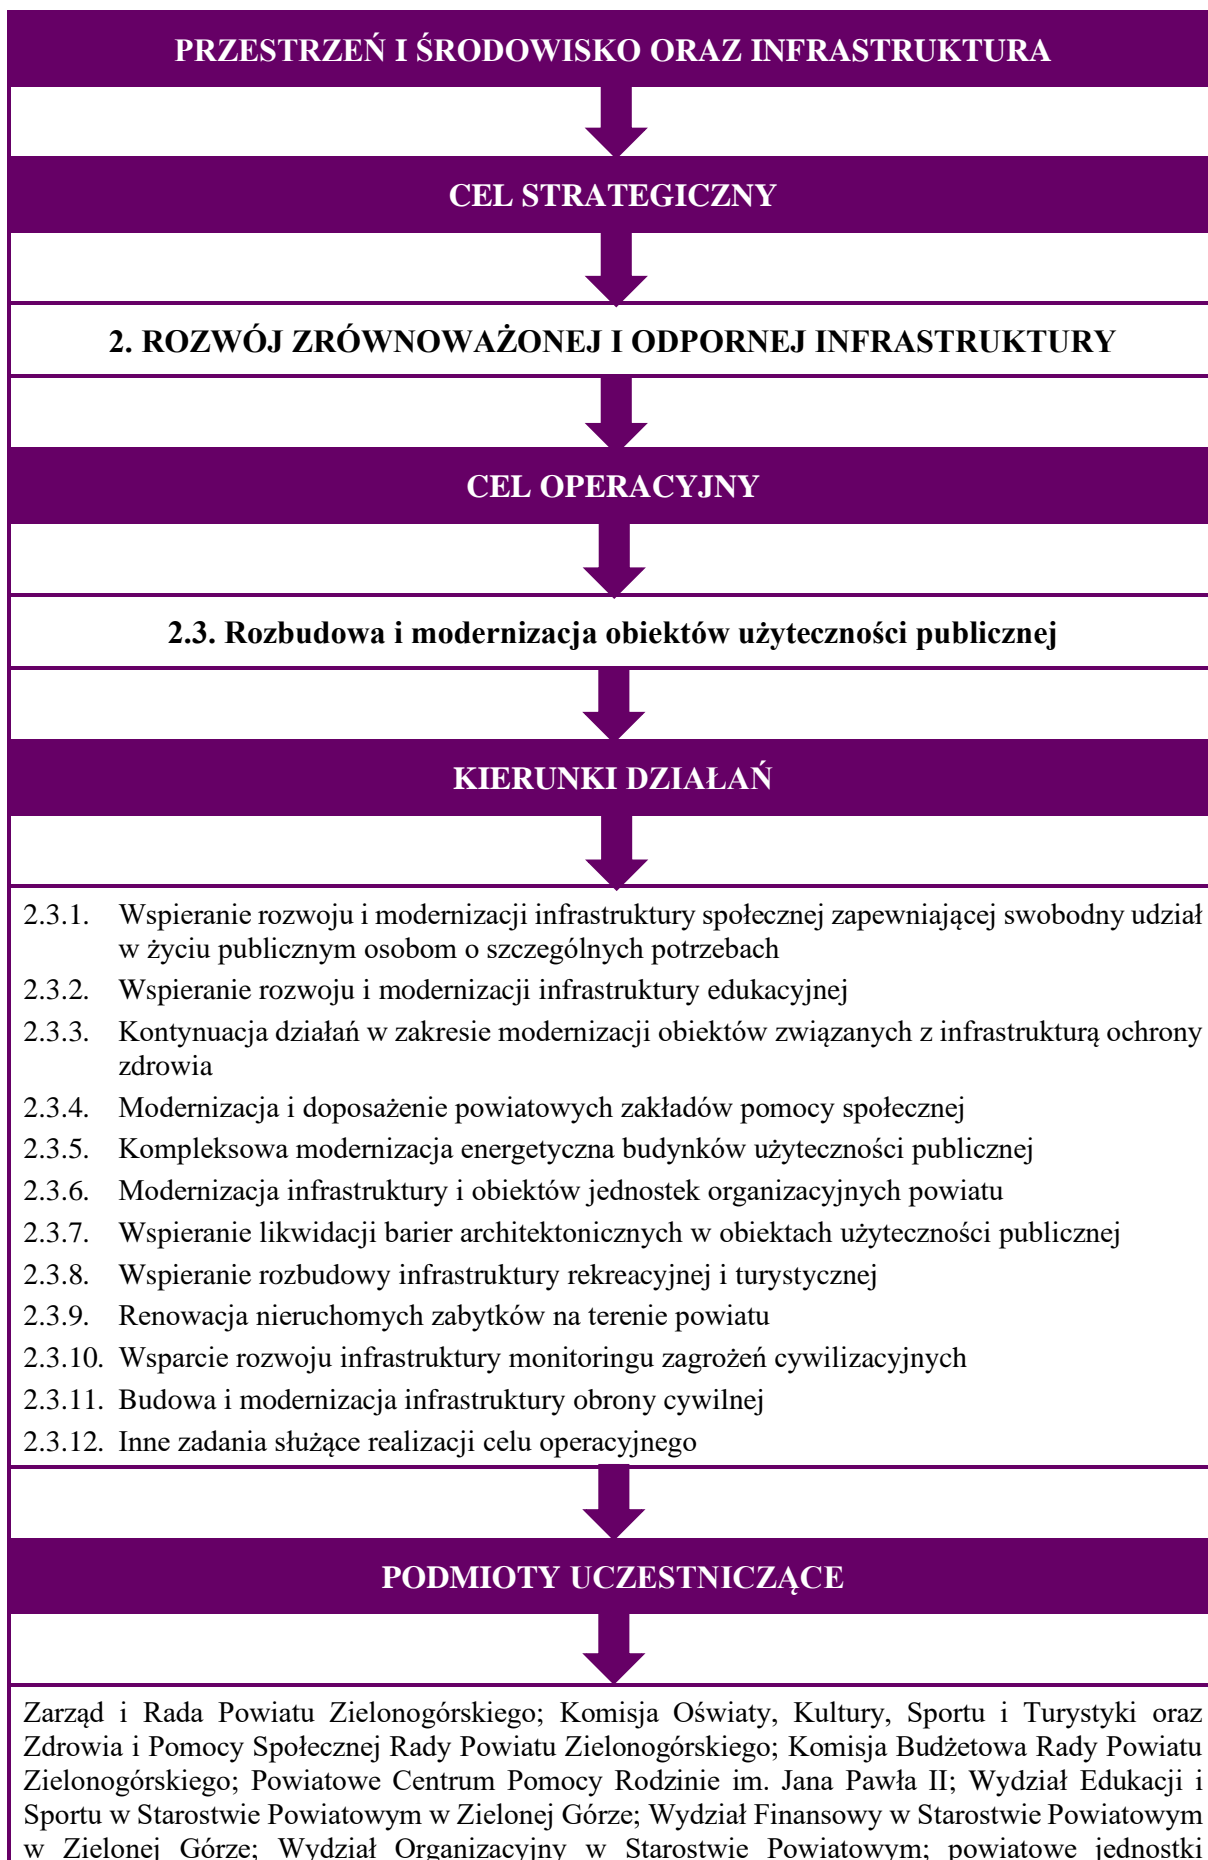 PRZESTRZEŃ I ŚRODOWISKO ORAZ INFRASTRUKTURA
CEL STRATEGICZNY
2. ROZWÓJ ZRÓWNOWAŻONEJ I ODPORNEJ INFRASTRUKTURY
CEL OPERACYJNY
2.3. Rozbudowa i modernizacja obiektów użyteczności publicznej
KIERUNKI DZIAŁAŃ
2.3.1. Wspieranie rozwoju i modernizacji infrastruktury społecznej zapewniającej swobodny udział
w życiu publicznym osobom o szczególnych potrzebach
2.3.2. Wspieranie rozwoju i modernizacji infrastruktury edukacyjnej
2.3.3. Kontynuacja działań w zakresie modernizacji obiektów związanych z infrastrukturą ochrony
zdrowia
2.3.4. Modernizacja i doposażenie powiatowych zakładów pomocy społecznej
2.3.5. Kompleksowa modernizacja energetyczna budynków użyteczności publicznej
2.3.6. Modernizacja infrastruktury i obiektów jednostek organizacyjnych powiatu
2.3.7. Wspieranie likwidacji barier architektonicznych w obiektach użyteczności publicznej
2.3.8. Wspieranie rozbudowy infrastruktury rekreacyjnej i turystycznej
2.3.9. Renowacja nieruchomych zabytków na terenie powiatu
2.3.10. Wsparcie rozwoju infrastruktury monitoringu zagrożeń cywilizacyjnych
2.3.11. Budowa i modernizacja infrastruktury obrony cywilnej
2.3.12. Inne zadania służące realizacji celu operacyjnego
PODMIOTY UCZESTNICZĄCE
Zarząd i Rada Powiatu Zielonogórskiego; Komisja Oświaty, Kultury, Sportu i Turystyki oraz
Zdrowia i Pomocy Społecznej Rady Powiatu Zielonogórskiego; Komisja Budżetowa Rady Powiatu
Zielonogórskiego; Powiatowe Centrum Pomocy Rodzinie im. Jana Pawła II; Wydział Edukacji i
Sportu w Starostwie Powiatowym w Zielonej Górze; Wydział Finansowy w Starostwie Powiatowym
w Zielonej Górze; Wydział Organizacyjny w Starostwie Powiatowym; powiatowe jednostki